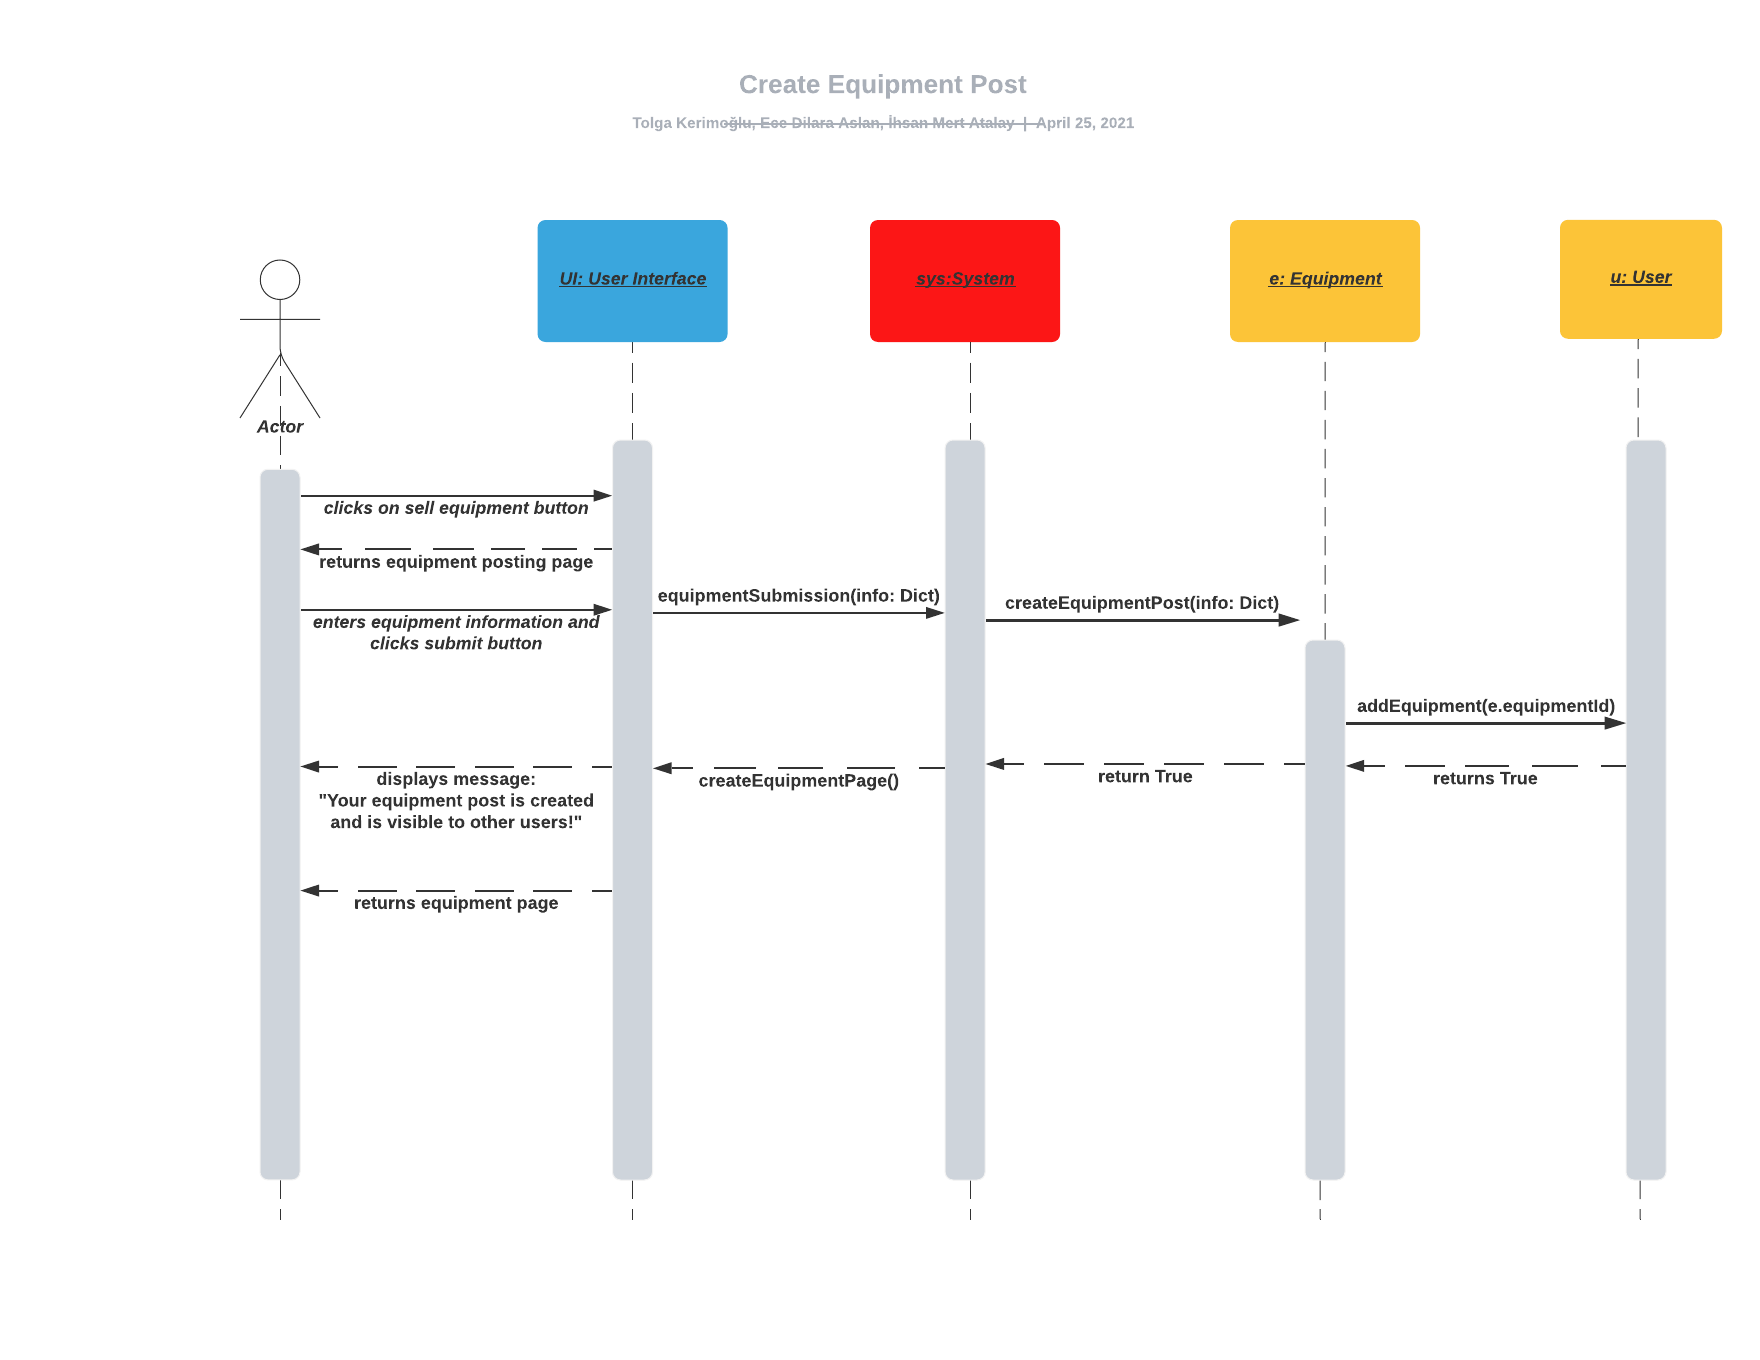 Create Equipment Post
Tolga Kerimoğlu, Ece Dilara Aslan, İhsan Mert Atalay | April 25, 2021
UI: User Interface
sys:System
e: Equipment
u: User
Actor
clicks on sell equipment button
returns equipment posting page
equipmentSubmission(info: Dict)
createEquipmentPost(info: Dict)
enters equipment information and
clicks submit button
addEquipment(e.equipmentId)
displays message:
"Your equipment post is created
and is visible to other users!"
createEquipmentPage()
return True
returns True
returns equipment page